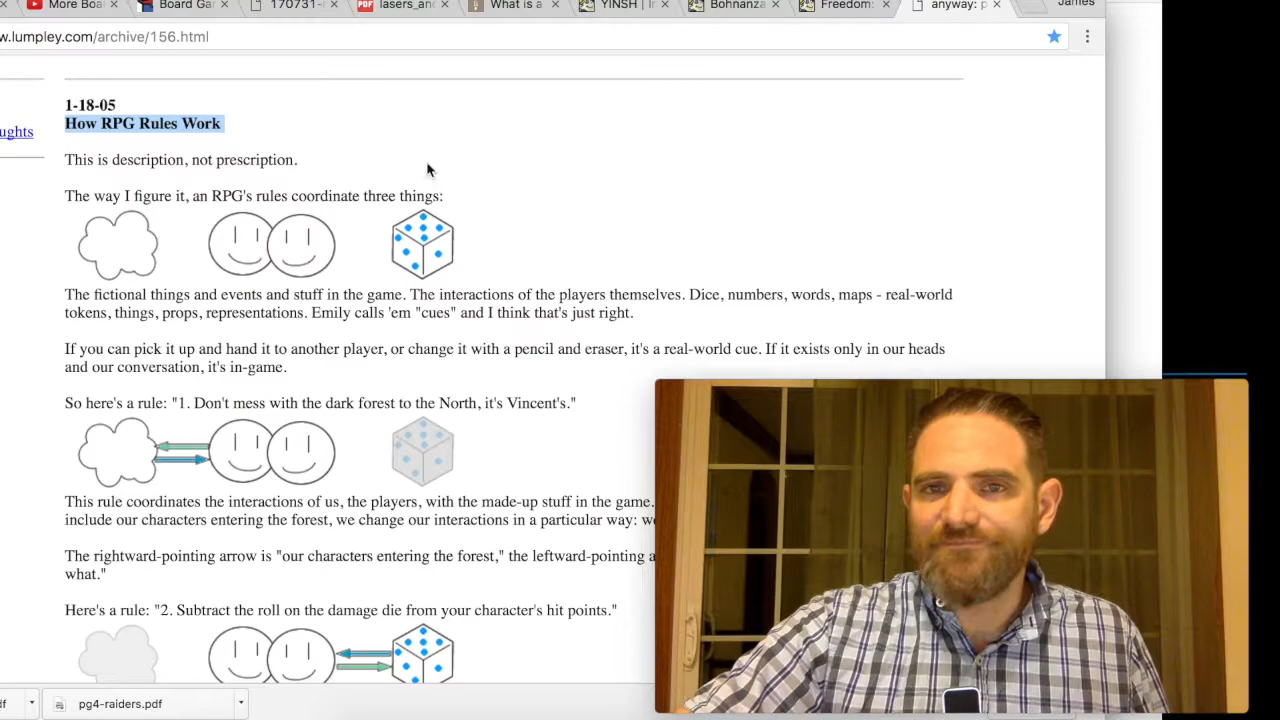 More Boa
Board Ga
170731-
PDF lasers_an
What is a
YINSH | I
Bohnanza
Freedom:
anyway: p
James
w.lumpley.com/archive/156.html
1-18-05
How RPG Rules Work
ughts
This is description, not prescription.
The way I figure it, an RPG's rules coordinate three things:
The fictional things and events and stuff in the game. The interactions of the players themselves. Dice, numbers, words, maps - real-world
tokens, things, props, representations. Emily calls 'em "cues" and I think that's just right.
If you can pick it up and hand it to another player, or change it with a pencil and eraser, it's a real-world cue. If it exists only in our heads
and our conversation, it's in-game.
So here's a rule: "1. Don't mess with the dark forest to the North, it's Vincent's."
This rule coordinates the interactions of us, the players, with the made-up stuff in the game.
include our characters entering the forest, we change our interactions in a particular way: we
The rightward-pointing arrow is "our characters entering the forest," the leftward-pointing a
what."
Here's a rule: "2. Subtract the roll on the damage die from your character's hit points."
df
pg4-raiders.pdf